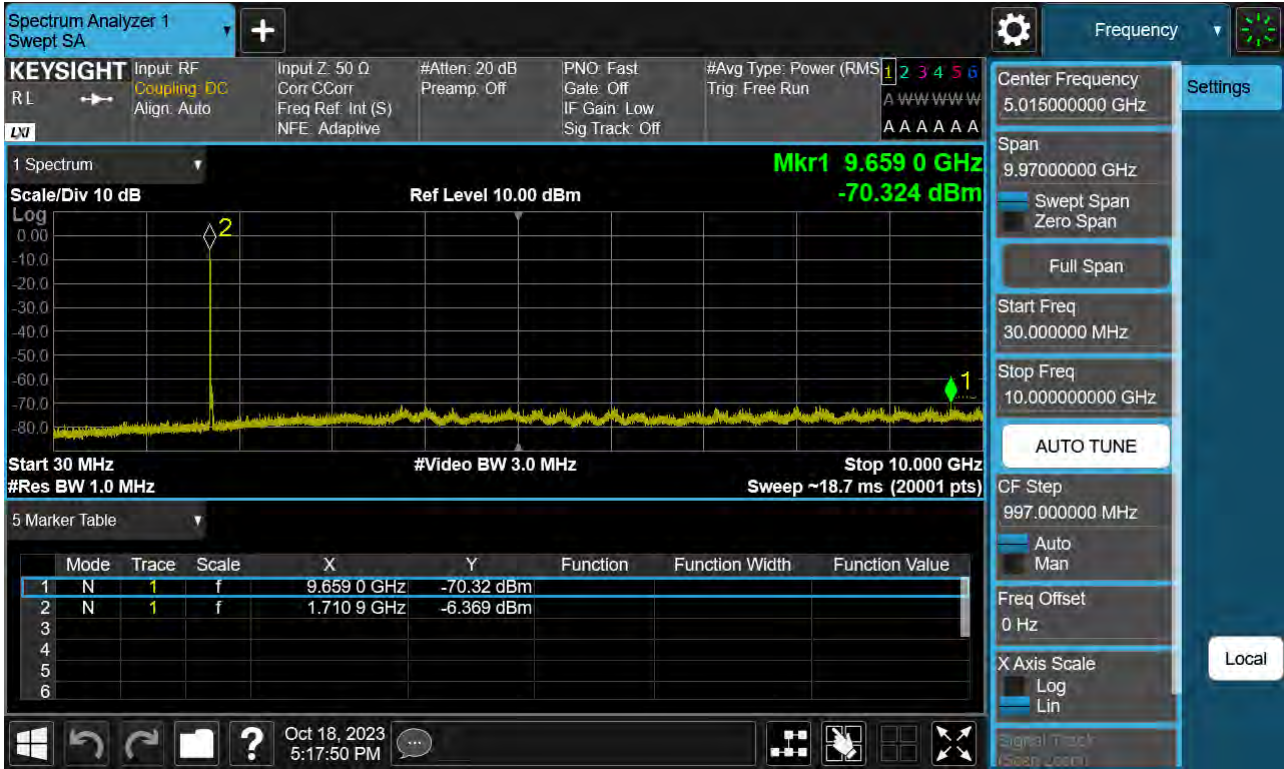 Spectrum Analyzer 1
Swept SA
+
Frequency
KEYSIGHT
RL
LXI
Input: RF
Coupling: DC
Align: Auto
Input Z: 50 Ω
Corr CCorr
Freq Ref: Int (S)
NFE: Adaptive
#Atten: 20 dB
Preamp: Off
PNO: Fast
Gate: Off
IF Gain: Low
Sig Track: Off
#Avg Type: Power (RMS
Trig: Free Run
1 2 3 4 5 6
A W W W W W
A A A A A A
Center Frequency
5.015000000 GHz
Settings
Span
9.97000000 GHz
Swept Span
Zero Span
Full Span
Start Freq
30.000000 MHz
Stop Freq
10.000000000 GHz
AUTO TUNE
CF Step
997.000000 MHz
Auto
Man
Freq Offset
0 Hz
X Axis Scale
Log
Lin
Signal Track
(Span Zoom)
Local
1 Spectrum
Mkr1 9.659 0 GHz
-70.324 dBm
Scale/Div 10 dB
Ref Level 10.00 dBm
Log
0.00
-10.0
-20.0
-30.0
-40.0
-50.0
-60.0
-70.0
-80.0
2
1
Start 30 MHz
#Video BW 3.0 MHz
Stop 10.000 GHz
#Res BW 1.0 MHz
Sweep ~18.7 ms (20001 pts)
5 Marker Table
Mode Trace Scale X Y Function Function Width Function Value
1 N 1 f 9.659 0 GHz -70.32 dBm
2 N 1 f 1.710 9 GHz -6.369 dBm
3
4
5
6
?
Oct 18, 2023
5:17:50 PM